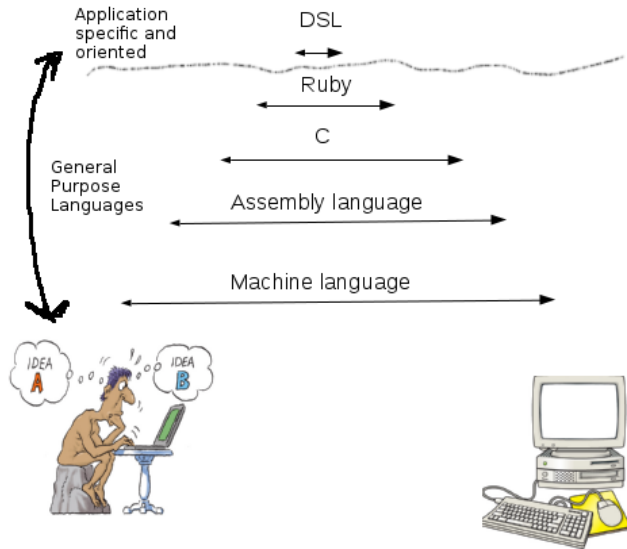 Application
specific and
oriented
DSL
Ruby
C
General
Purpose
Languages
Assembly language
Machine language
IDEA
A
IDEA
B